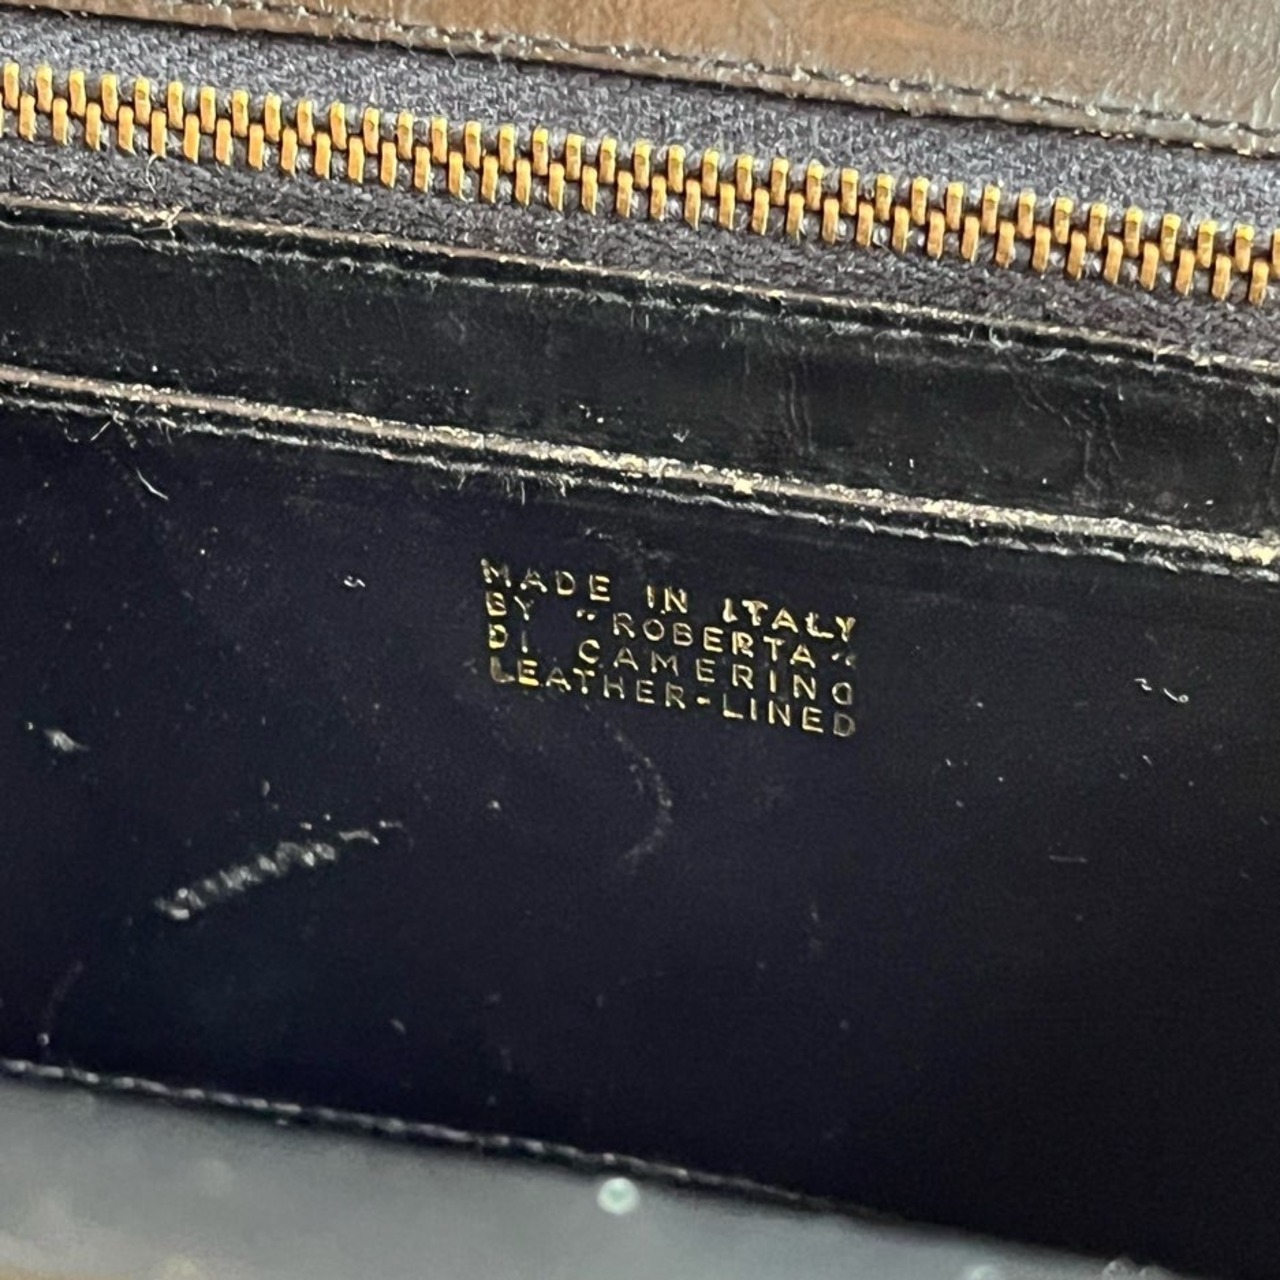 MADE IN ITALY
BY "ROBERTA"
DI CAMERINO
LEATHER-LINED